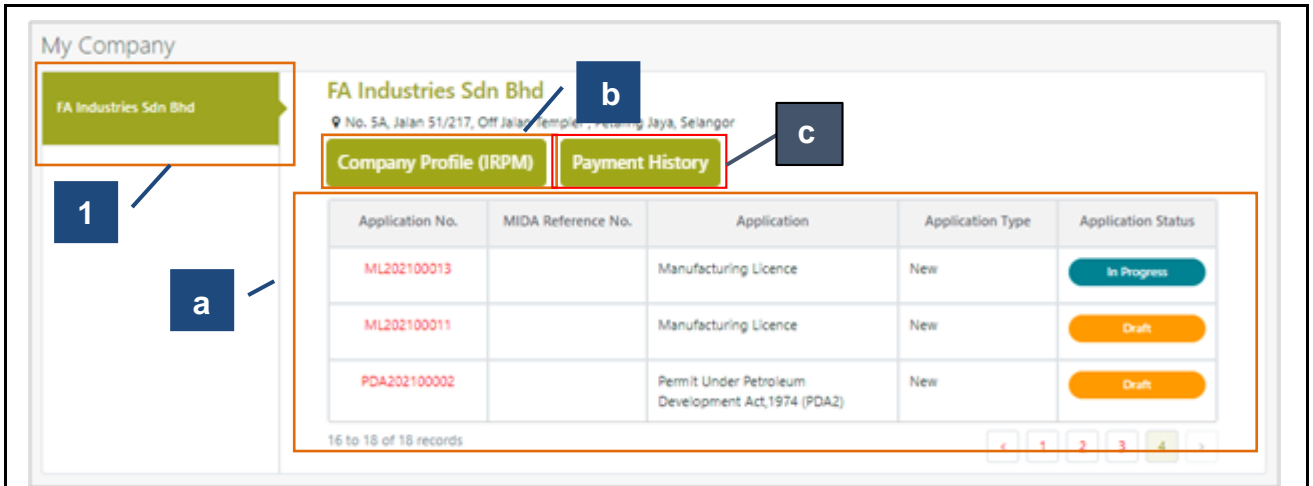 My Company
FA Industries Sdn Bhd
1
a
FA Industries Sdn Bhd
b
No. 5A, Jalan 51/217, Off Jalan Templer, Petaling Jaya, Selangor
c
Company Profile (IRPM) Payment History
Application No. MIDA Reference No. Application Application Type Application Status
ML202100013 Manufacturing Licence New In Progress
ML202100011 Manufacturing Licence New Draft
PDA202100002 Permit Under Petroleum New Draft
Development Act,1974 (PDA2)
16 to 18 of 18 records < 1 2 3 4 >